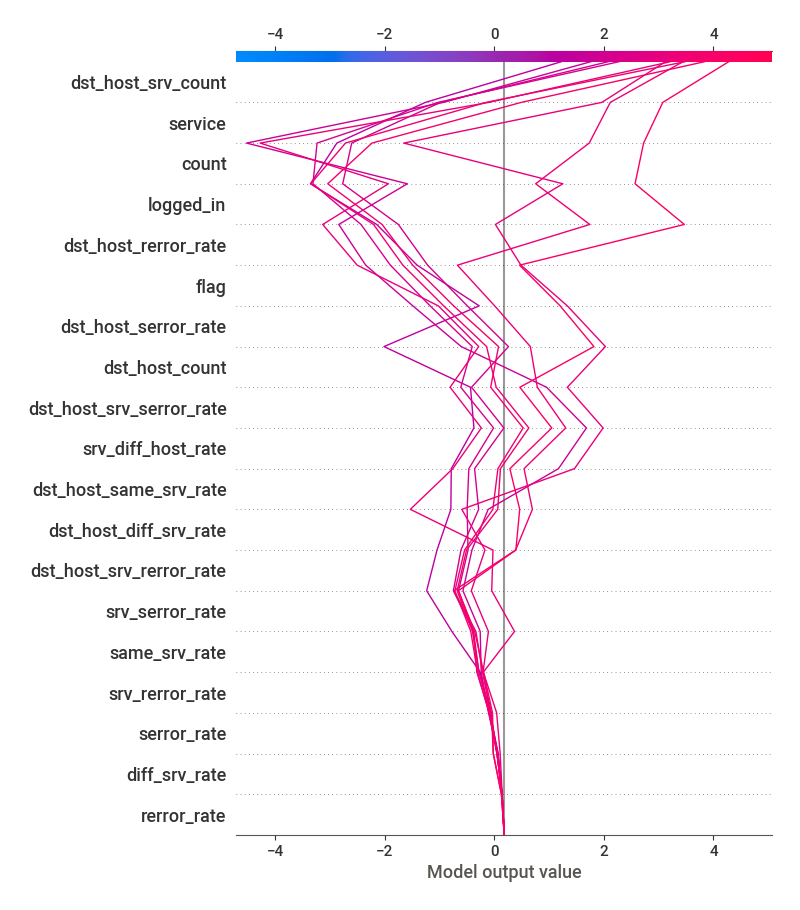 −4 −2 0 2 4
dst_host_srv_count
service
count
logged_in
dst_host_rerror_rate
flag
dst_host_serror_rate
dst_host_count
dst_host_srv_serror_rate
srv_diff_host_rate
dst_host_same_srv_rate
dst_host_diff_srv_rate
dst_host_srv_rerror_rate
srv_serror_rate
same_srv_rate
srv_rerror_rate
serror_rate
diff_srv_rate
rerror_rate
−4 −2 0 2 4
Model output value